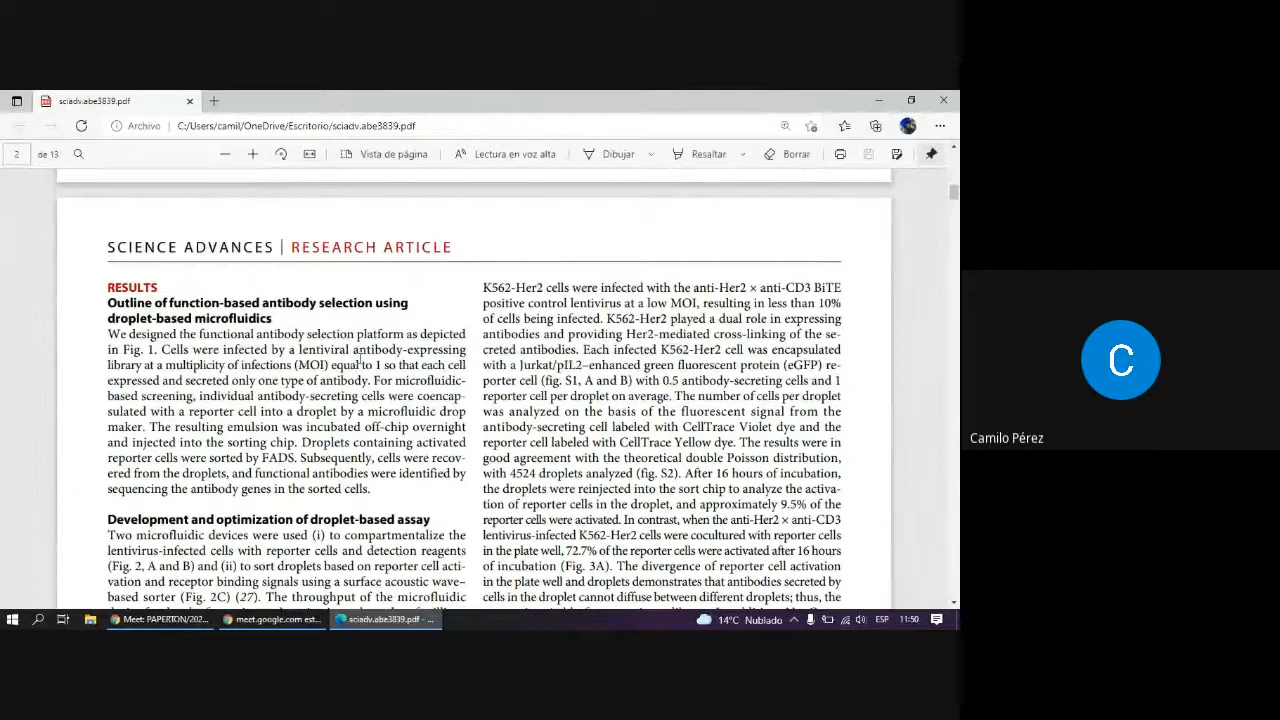 sciadv.abe3839.pdf
Archivo C:/Users/camil/OneDrive/Escritorio/sciadv.abe3839.pdf
2 de 13 Vista de página Lectura en voz alta Dibujar Resaltar Borrar
SCIENCE ADVANCES | RESEARCH ARTICLE
RESULTS
Outline of function-based antibody selection using
droplet-based microfluidics
We designed the functional antibody selection platform as depicted
in Fig. 1. Cells were infected by a lentiviral antibody-expressing
library at a multiplicity of infections (MOI) equal to 1 so that each cell
expressed and secreted only one type of antibody. For microfluidic-
based screening, individual antibody-secreting cells were coencap-
sulated with a reporter cell into a droplet by a microfluidic drop
maker. The resulting emulsion was incubated off-chip overnight
and injected into the sorting chip. Droplets containing activated
reporter cells were sorted by FADS. Subsequently, cells were recov-
ered from the droplets, and functional antibodies were identified by
sequencing the antibody genes in the sorted cells.
Development and optimization of droplet-based assay
Two microfluidic devices were used (i) to compartmentalize the
lentivirus-infected cells with reporter cells and detection reagents
(Fig. 2, A and B) and (ii) to sort droplets based on reporter cell acti-
vation and receptor binding signals using a surface acoustic wave–
based sorter (Fig. 2C) (27). The throughput of the microfluidic
K562-Her2 cells were infected with the anti-Her2 × anti-CD3 BiTE
positive control lentivirus at a low MOI, resulting in less than 10%
of cells being infected. K562-Her2 played a dual role in expressing
antibodies and providing Her2-mediated cross-linking of the se-
creted antibodies. Each infected K562-Her2 cell was encapsulated
with a Jurkat/pIL2–enhanced green fluorescent protein (eGFP) re-
porter cell (fig. S1, A and B) with 0.5 antibody-secreting cells and 1
reporter cell per droplet on average. The number of cells per droplet
was analyzed on the basis of the fluorescent signal from the
antibody-secreting cell labeled with CellTrace Violet dye and the
reporter cell labeled with CellTrace Yellow dye. The results were in
good agreement with the theoretical double Poisson distribution,
with 4524 droplets analyzed (fig. S2). After 16 hours of incubation,
the droplets were reinjected into the sort chip to analyze the activa-
tion of reporter cells in the droplet, and approximately 9.5% of the
reporter cells were activated. In contrast, when the anti-Her2 × anti-CD3
lentivirus-infected K562-Her2 cells were cocultured with reporter cells
in the plate well, 72.7% of the reporter cells were activated after 16 hours
of incubation (Fig. 3A). The divergence of reporter cell activation
in the plate well and droplets demonstrates that antibodies secreted by
cells in the droplet cannot diffuse between different droplets; thus, the
C
Camilo Pérez
Meet: PAPERTON/202... meet.google.com est... sciadv.abe3839.pdf - ... 14°C Nublado ESP 11:50